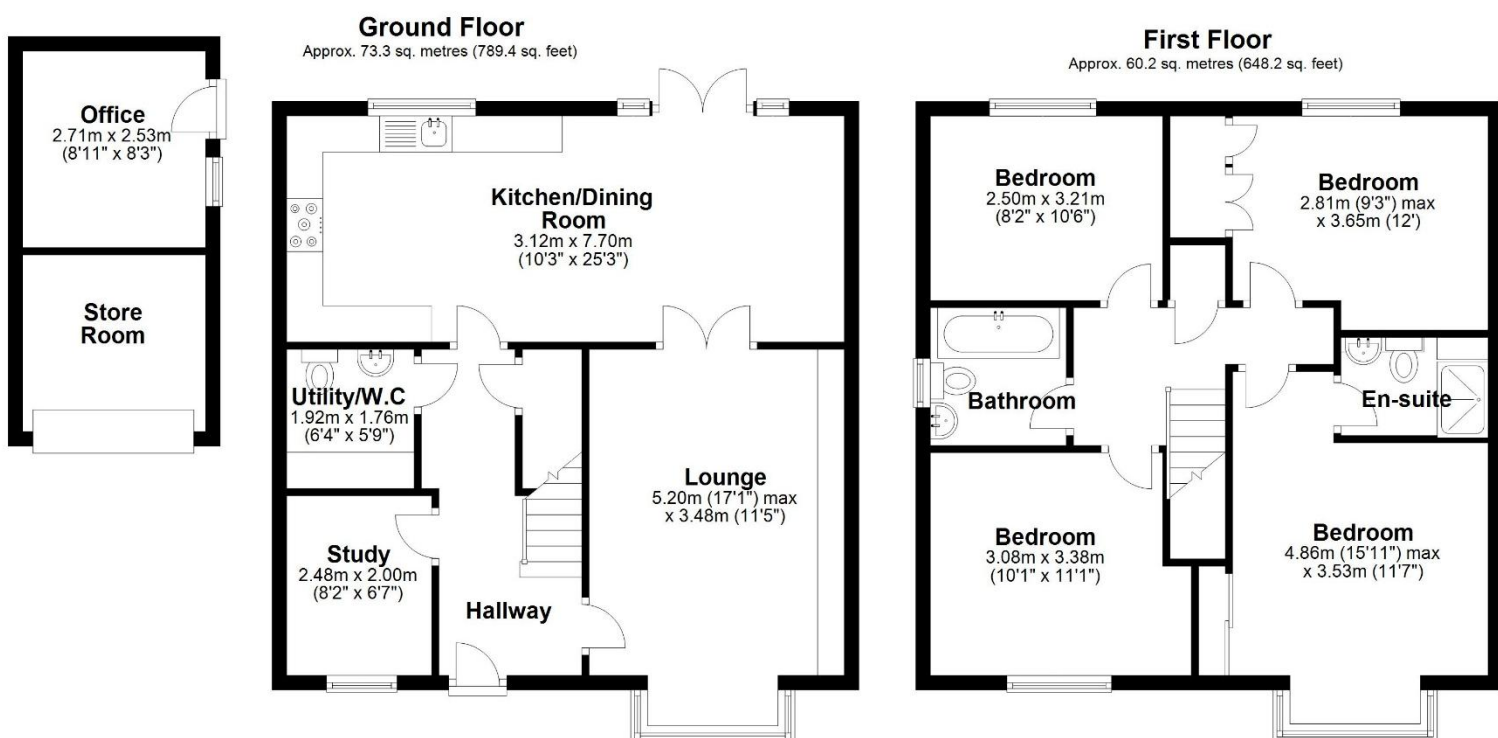 Ground Floor
Approx. 73.3 sq. metres (789.4 sq. feet)
Office
2.71m x 2.53m
(8'11" x 8'3")
Store
Room
Kitchen/Dining
Room
3.12m x 7.70m
(10'3" x 25'3")
Utility/W.C
1.92m x 1.76m
(6'4" x 5'9")
Lounge
5.20m (17'1") max
x 3.48m (11'5")
Study
2.48m x 2.00m
(8'2" x 6'7")
Hallway
First Floor
Approx. 60.2 sq. metres (648.2 sq. feet)
Bedroom
2.50m x 3.21m
(8'2" x 10'6")
Bedroom
2.81m (9'3") max
x 3.65m (12')
Bathroom
En-suite
Bedroom
3.08m x 3.38m
(10'1" x 11'1")
Bedroom
4.86m (15'11") max
x 3.53m (11'7")